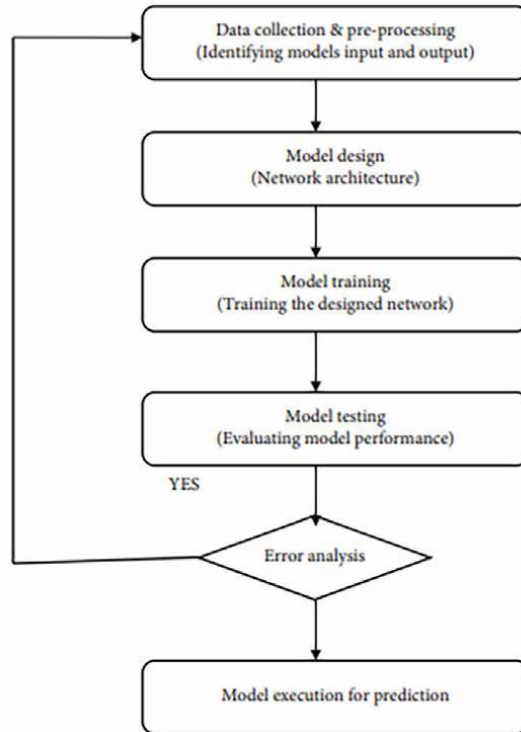 Data collection & pre-processing
(Identifying models input and output)
Model design
(Network architecture)
Model training
(Training the designed network)
Model testing
(Evaluating model performance)
YES
Error analysis
Model execution for prediction